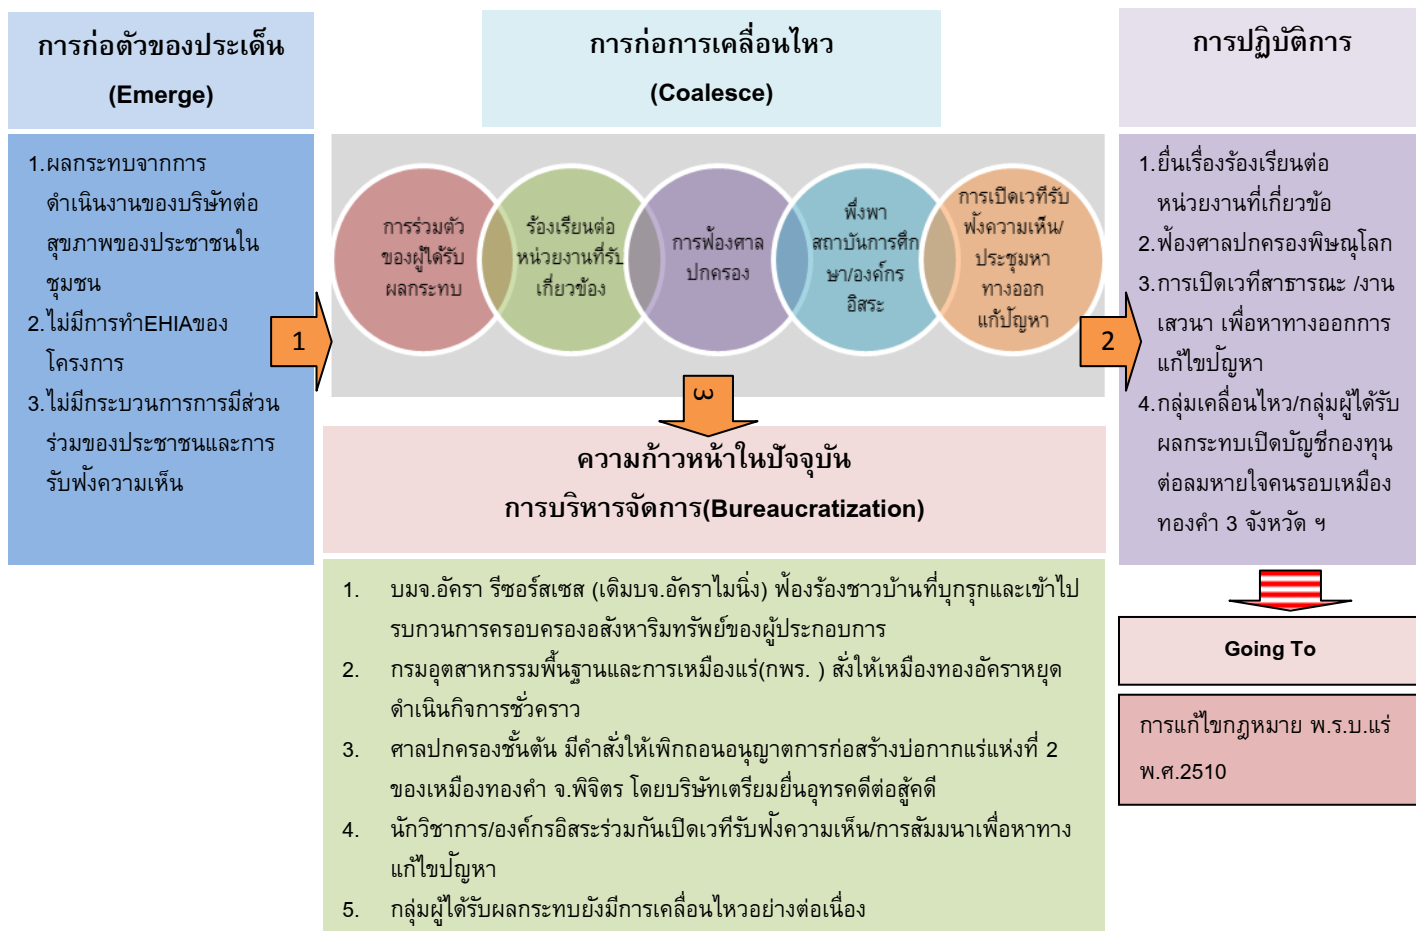 การก่อตัวของประเด็น
(Emerge)
1.ผลกระทบจากการ
ดำเนินงานของบริษัทต่อ
สุขภาพของประชาชนใน
ชุมชน
2.ไม่มีการทำEHIAของ
โครงการ
3.ไม่มีกระบวนการการมีส่วน
ร่วมของประชาชนและการ
รับฟังความเห็น
1
การก่อการเคลื่อนไหว
(Coalesce)
การร่วมตัว
ของผู้ได้รับ
ผลกระทบ
ร้องเรียนต่อ
หน่วยงานที่รับ
เกี่ยวข้อง
การฟ้องศาล
ปกครอง
พึ่งพา
สถาบันการศึก
ษา/องค์กร
อิสระ
การเปิดเวทีรับ
ฟังความเห็น/
ประชุมหา
ทางออก
แก้ปัญหา
2
การปฏิบัติการ
1.ยื่นเรื่องร้องเรียนต่อ
หน่วยงานที่เกี่ยวข้อ
2.ฟ้องศาลปกครองพิษณุโลก
3.การเปิดเวทีสาธารณะ /งาน
เสวนา เพื่อหาทางออกการ
แก้ไขปัญหา
4.กลุ่มเคลื่อนไหว/กลุ่มผู้ได้รับ
ผลกระทบเปิดบัญชีกองทุน
ต่อลมหายใจคนรอบเหมือง
ทองคำ 3 จังหวัด ฯ
3
ความก้าวหน้าในปัจจุบัน
การบริหารจัดการ(Bureaucratization)
1. บมจ.อัครา รีซอร์สเซส (เดิมบจ.อัคราไมนิ่ง) ฟ้องร้องชาวบ้านที่บุกรุกและเข้าไป
รบกวนการครอบครองอสังหาริมทรัพย์ของผู้ประกอบการ
2. กรมอุตสาหกรรมพื้นฐานและการเหมืองแร่(กพร. ) สั่งให้เหมืองทองอัคราหยุด
ดำเนินกิจการชั่วคราว
3. ศาลปกครองชั้นต้น มีคำสั่งให้เพิกถอนอนุญาตการก่อสร้างบ่อกากแร่แห่งที่ 2
ของเหมืองทองคำ จ.พิจิตร โดยบริษัทเตรียมยื่นอุทรคดีต่อสู้คดี
4. นักวิชาการ/องค์กรอิสระร่วมกันเปิดเวทีรับฟังความเห็น/การสัมมนาเพื่อหาทาง
แก้ไขปัญหา
5. กลุ่มผู้ได้รับผลกระทบยังมีการเคลื่อนไหวอย่างต่อเนื่อง
Going To
การแก้ไขกฎหมาย พ.ร.บ.แร่
พ.ศ.2510